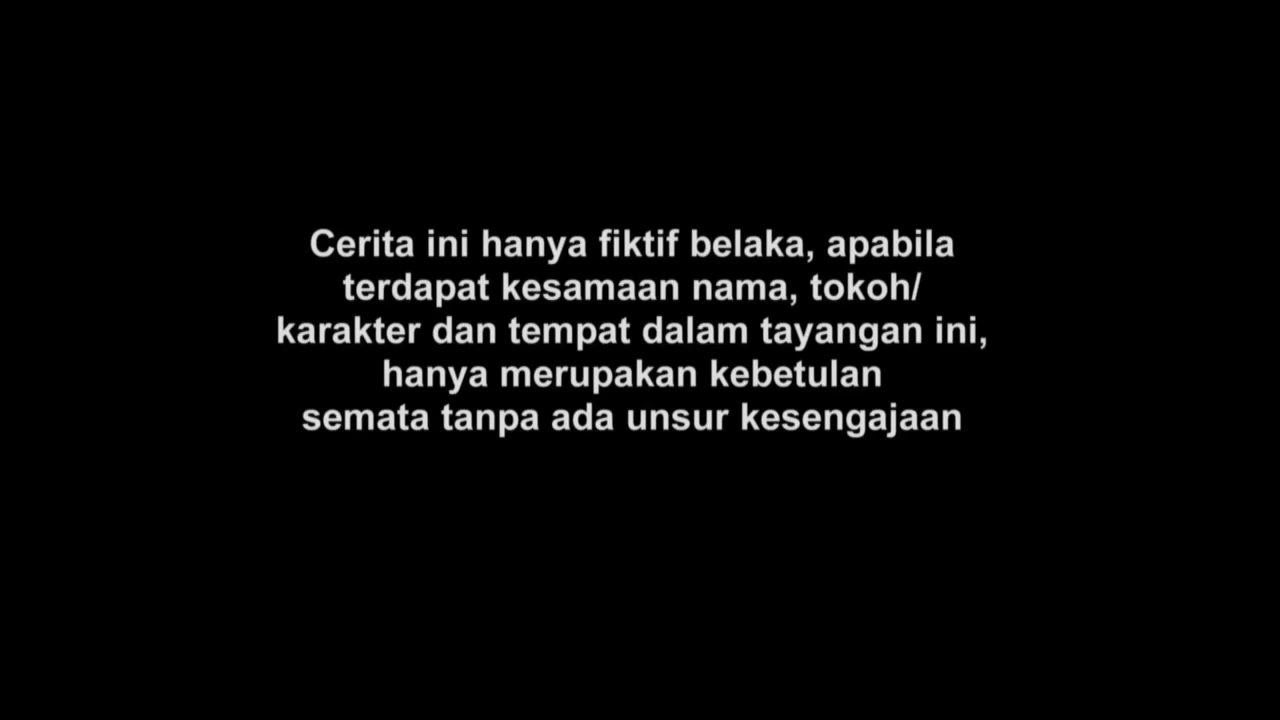 Cerita ini hanya fiktif belaka, apabila
terdapat kesamaan nama, tokoh/
karakter dan tempat dalam tayangan ini,
hanya merupakan kebetulan
semata tanpa ada unsur kesengajaan